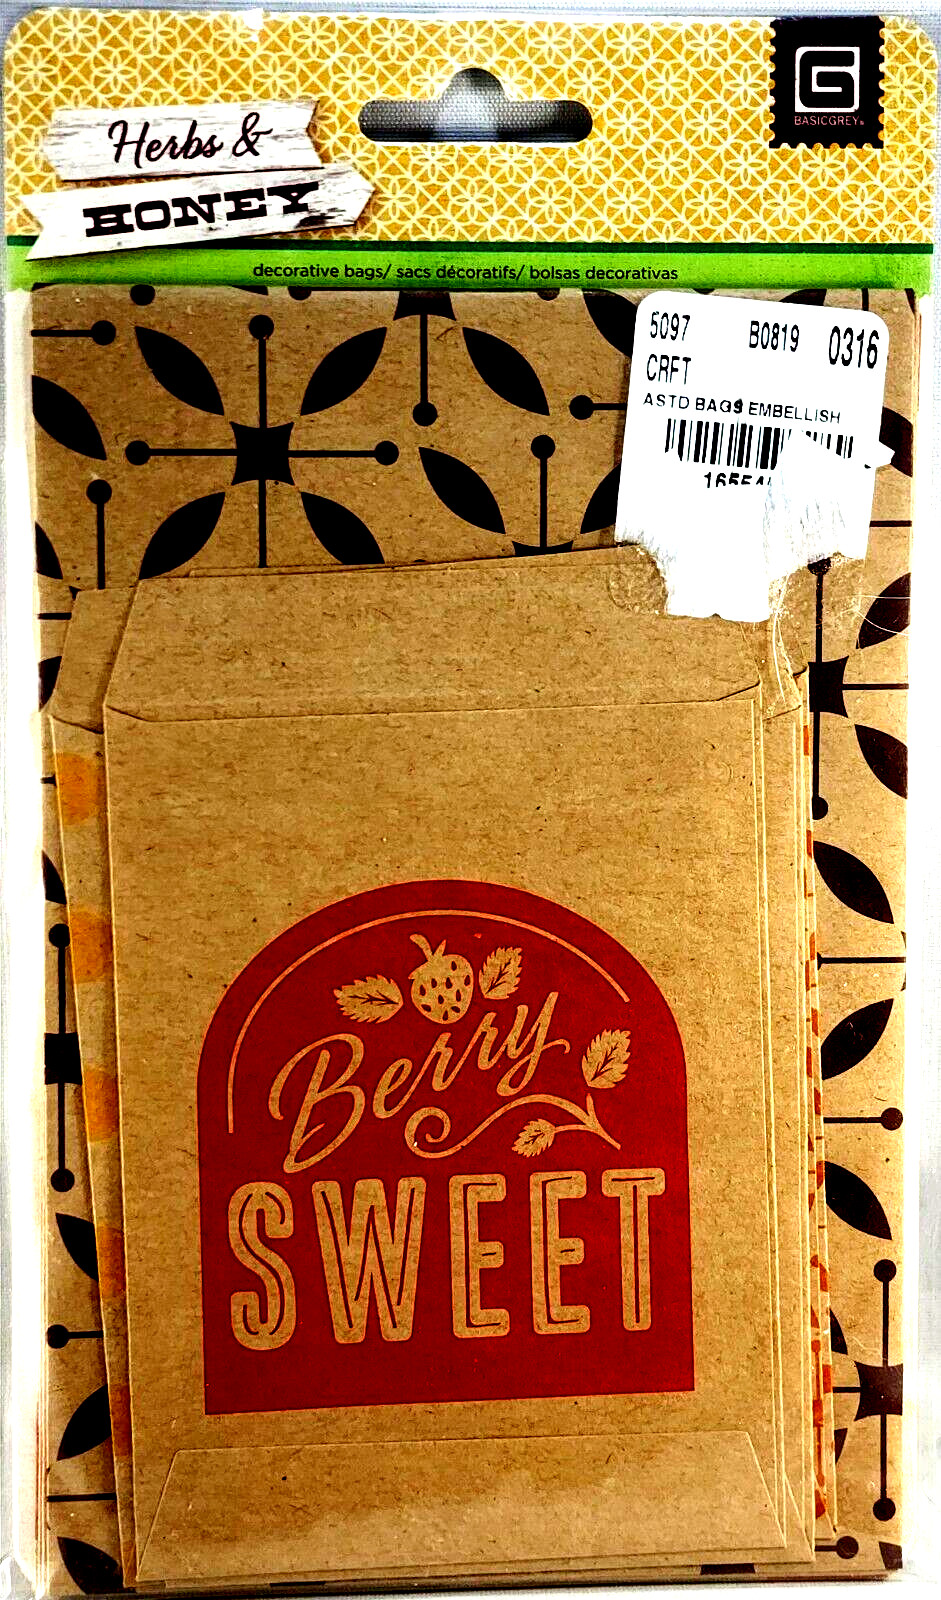 Herbs &
HONEY
G
BASICGREY®
decorative bags/ sacs décoratifs/ bolsas decorativas
5097 B0819 0316
CRFT
ASTD BAGS EMBELLISH
Berry
SWEET